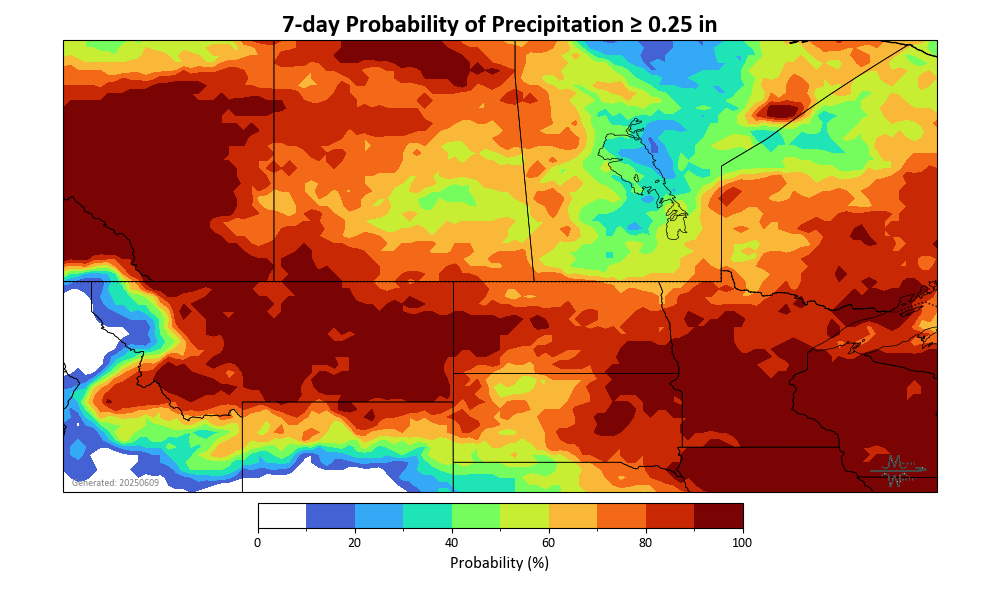 7-day Probability of Precipitation ≥ 0.25 in
Generated: 20250609
0 20 40 60 80 100
Probability (%)